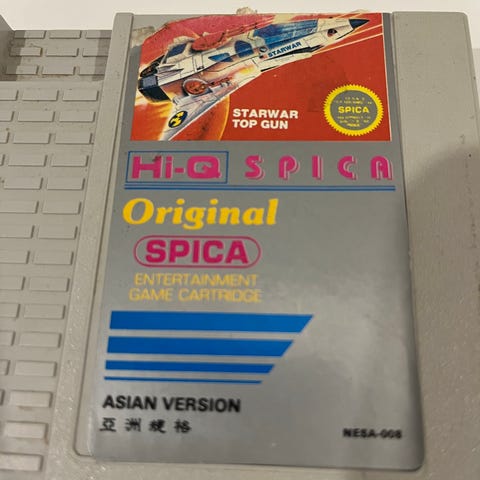 STARWAR
STARWAR
TOP GUN
SPICA
Hi-Q SPICA
Original
SPICA
ENTERTAINMENT
GAME CARTRIDGE
ASIAN VERSION
亞洲規格
NESA-008